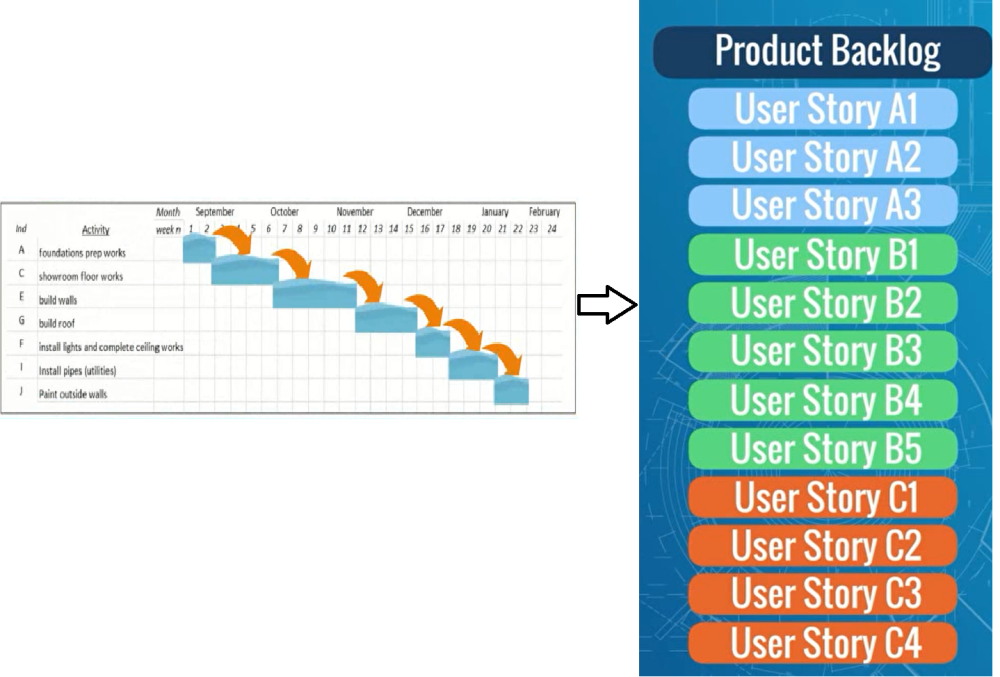 Month September October November December January February
Ind Activity week n 1 2 3 4 5 6 7 8 9 10 11 12 13 14 15 16 17 18 19 20 21 22 23 24
A foundations prep works
C showroom floor works
E build walls
G build roof
F install lights and complete ceiling works
I Install pipes (utilities)
J Paint outside walls
Product Backlog
User Story A1
User Story A2
User Story A3
User Story B1
User Story B2
User Story B3
User Story B4
User Story B5
User Story C1
User Story C2
User Story C3
User Story C4